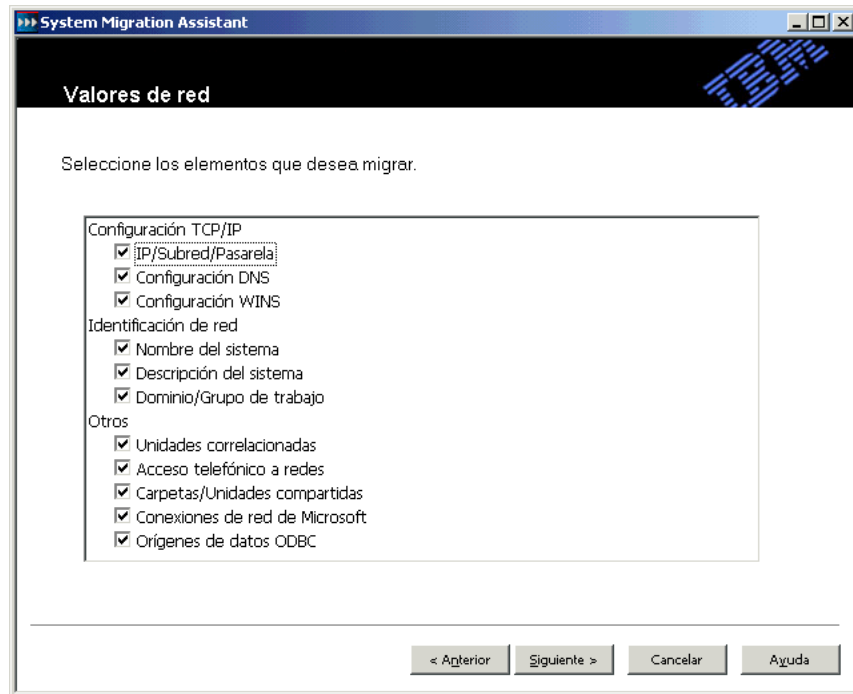 System Migration Assistant
IBM
Valores de red
Seleccione los elementos que desea migrar.
Configuración TCP/IP
IP/Subred/Pasarela
Configuración DNS
Configuración WINS
Identificación de red
Nombre del sistema
Descripción del sistema
Dominio/Grupo de trabajo
Otros
Unidades correlacionadas
Acceso telefónico a redes
Carpetas/Unidades compartidas
Conexiones de red de Microsoft
Orígenes de datos ODBC
< Anterior Siguiente > Cancelar Ayuda